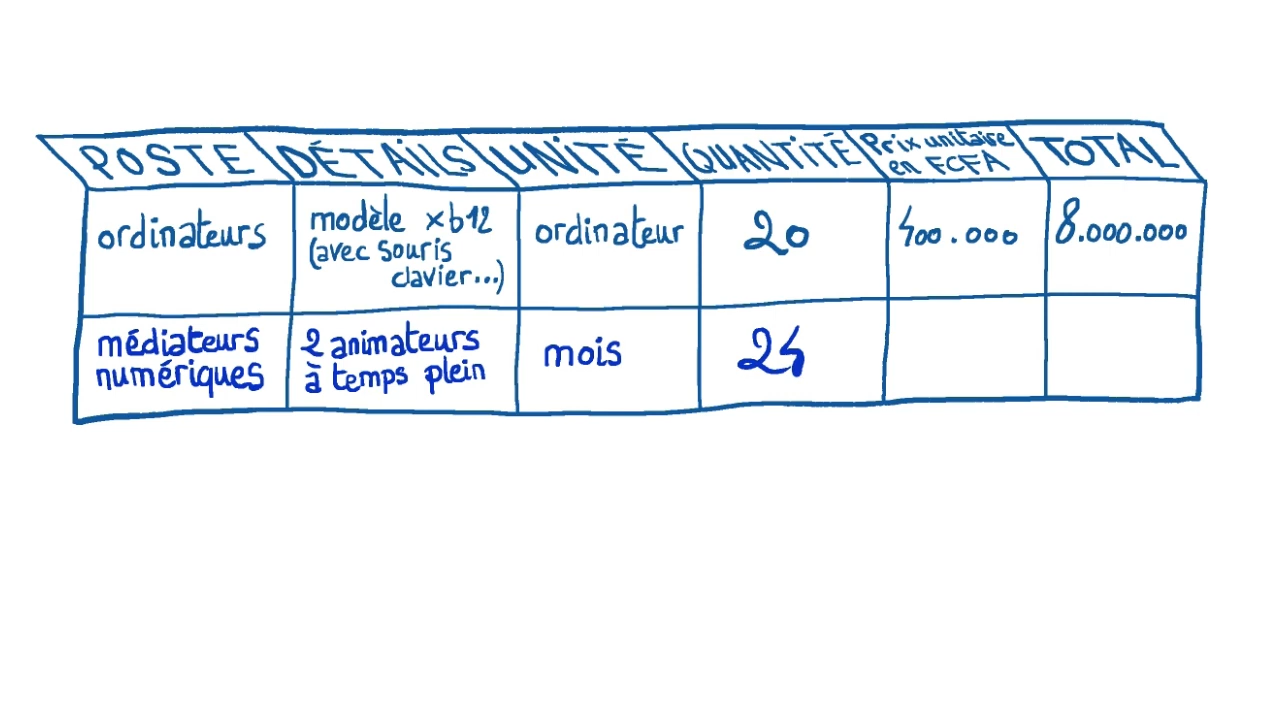 POSTE DÉTAILS UNITÉ QUANTITÉ Prix unitaire en FCFA TOTAL
ordinateurs
modèle xb12
(avec souris
clavier...)
ordinateur
20
400.000
8.000.000
médiateurs
numériques
2 animateurs
à temps plein
mois
24